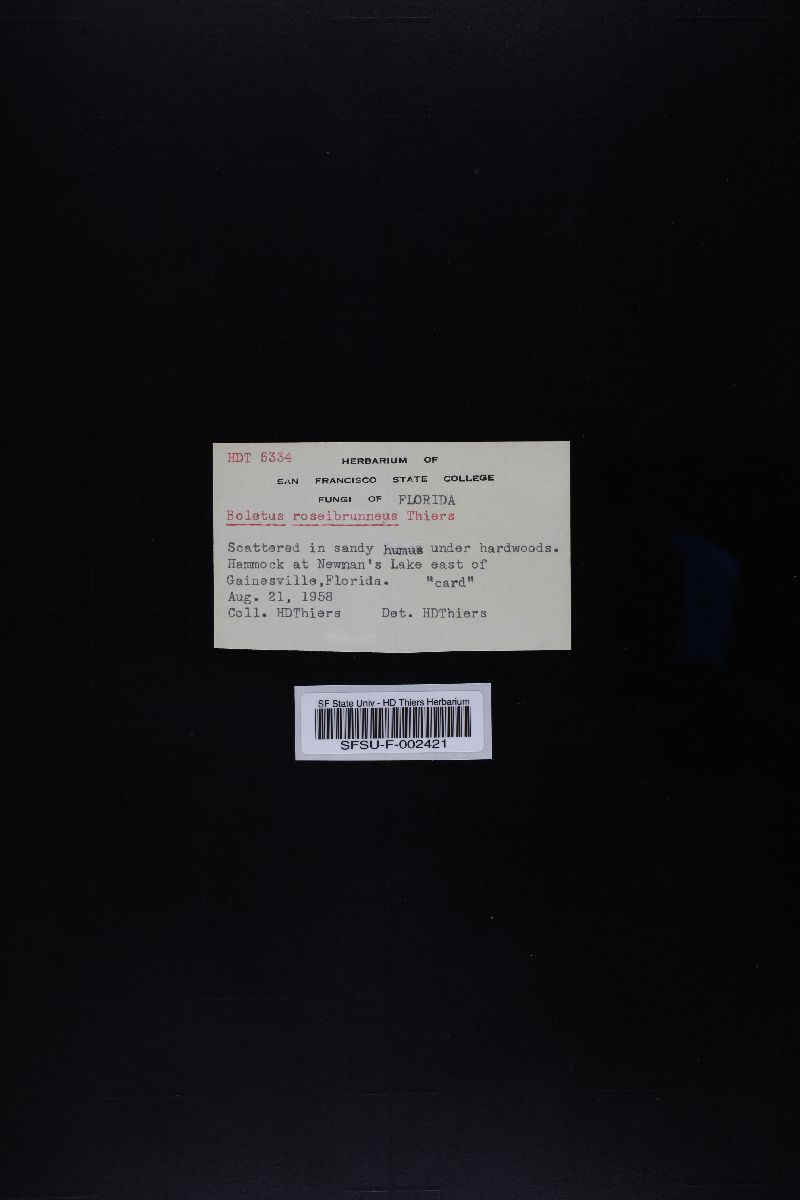 HDT 5334 HERBARIUM OF
SAN FRANCISCO STATE COLLEGE
FUNGI OF FLORIDA
Boletus roseibrunneus Thiers
Scattered in sandy humus under hardwoods.
Hammock at Newnan's Lake east of
Gainesville,Florida. "card"
Aug. 21, 1958
Coll. HDThiers Det. HDThiers
SF State Univ - HD Thiers Herbarium
SFSU-F-002421